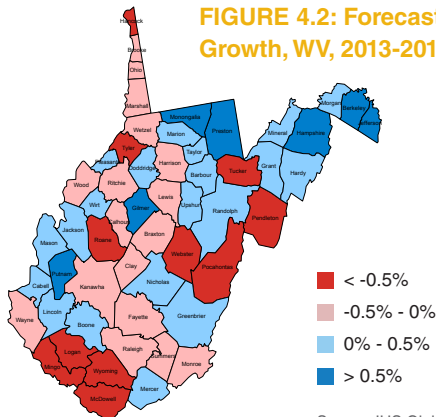 FIGURE 4.2: Forecast
Growth, WV, 2013-201
Hancock
Brooke
Ohio
Marshall
Wetzel
Monongalia
Marion
Preston
Morgan
Berkeley
Jefferson
Mineral
Hampshire
Tyler
Pleasants
Doddridge
Harrison
Taylor
Barbour
Tucker
Grant
Hardy
Wood
Ritchie
Wirt
Calhoun
Gilmer
Lewis
Upshur
Randolph
Pendleton
Mason
Jackson
Roane
Braxton
Webster
Pocahontas
Putnam
Cabell
Kanawha
Clay
Nicholas
Greenbrier
Wayne
Lincoln
Boone
Fayette
Logan
Mingo
Wyoming
Raleigh
Summers
Monroe
McDowell
Mercer
< -0.5%
-0.5% - 0%
0% - 0.5%
> 0.5%